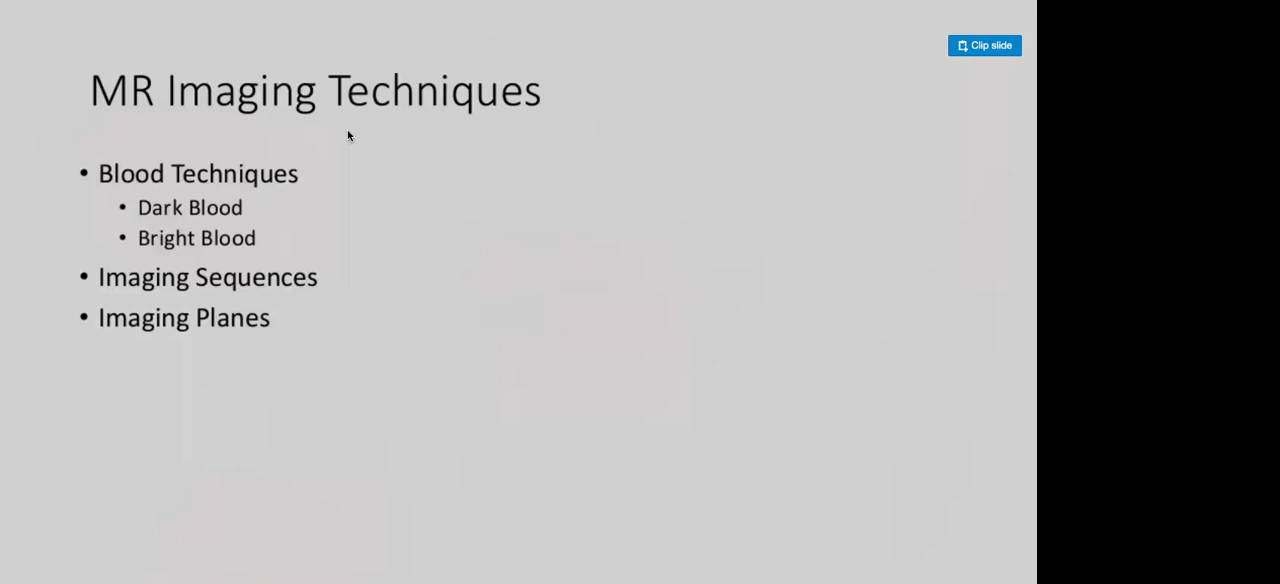 Clip slide
MR Imaging Techniques
• Blood Techniques
• Dark Blood
• Bright Blood
• Imaging Sequences
• Imaging Planes